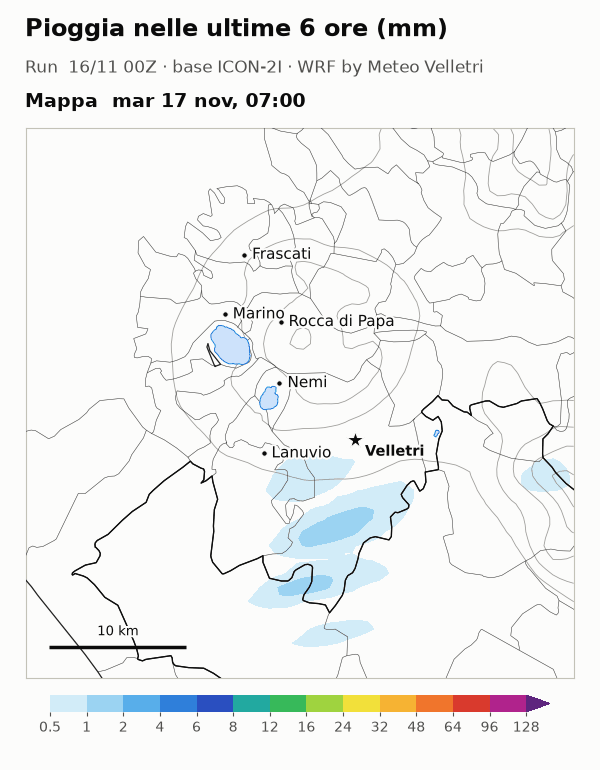 Pioggia nelle ultime 6 ore (mm)
Run  16/11 00Z · base ICON-2I · WRF by Meteo Velletri
Mappa  mar 17 nov, 07:00
Frascati
Marino
Rocca di Papa
Nemi
Velletri
Lanuvio
10 km
0.5 1 2 4 6 8 12 16 24 32 48 64 96 128